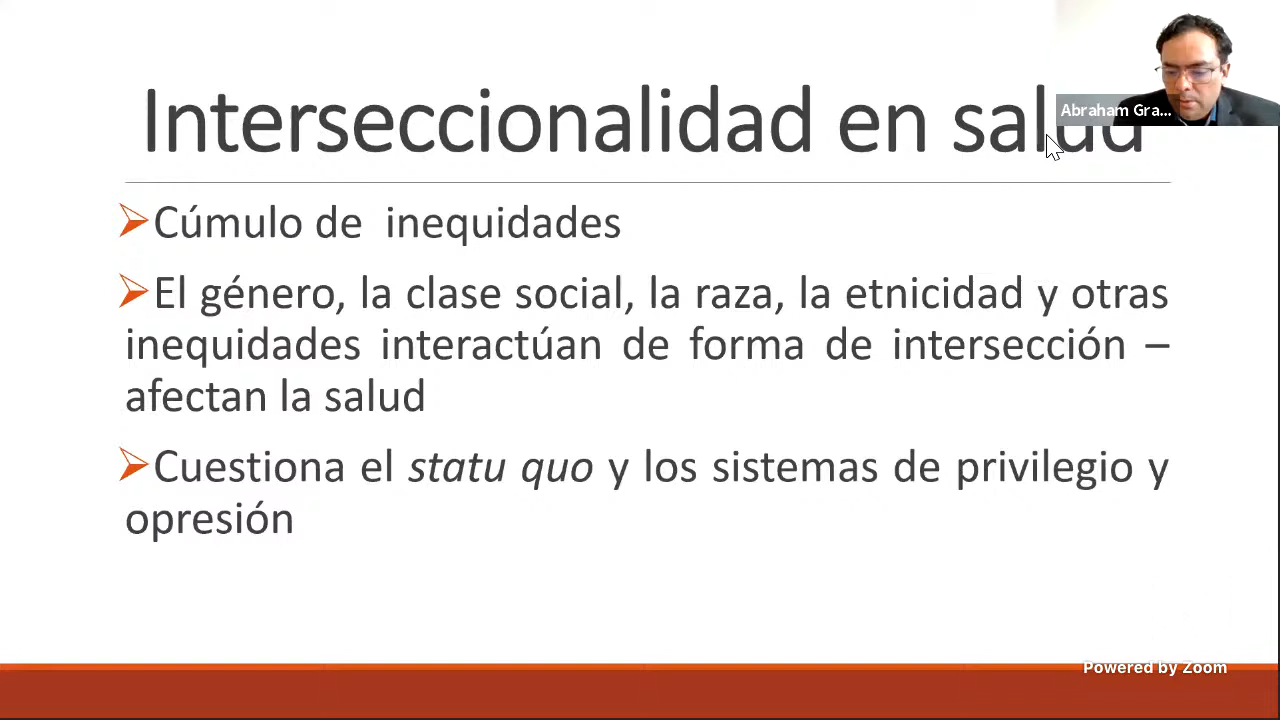 Interseccionalidad en salud
Abraham Gra...
Cúmulo de inequidades
El género, la clase social, la raza, la etnicidad y otras
inequidades interactúan de forma de intersección –
afectan la salud
Cuestiona el statu quo y los sistemas de privilegio y
opresión
Powered by Zoom